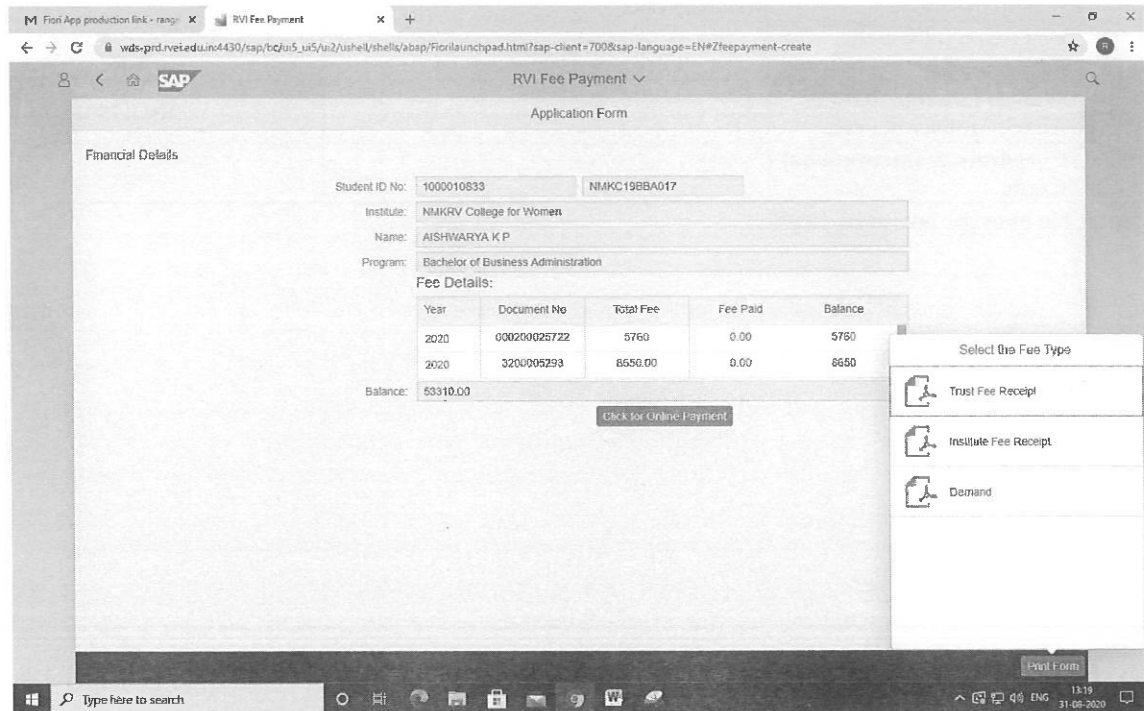 Fiori App production link - rang
RVI Fee Payment
wds-prd.rvei.edu.in:4430/sap/bc/ui5_ui5/ui2/ushell/shells/abap/Fiorilaunchpad.html?sap-client=700&sap-language=EN#Zfeepayment-create
SAP RVI Fee Payment
Application Form
Financial Details
Student ID No: 1000010833 NMKC19BBA017
Institute: NMKRV College for Women
Name: AISHWARYA K P
Program: Bachelor of Business Administration
Fee Details:
Year Document No Total Fee Fee Paid Balance
2020 000200025722 5760 0.00 5760
2020 3200005293 8650.00 0.00 8650
Balance: 53310.00
Click for Online Payment
Select the Fee Type
Trust Fee Receipt
Institute Fee Receipt
Demand
Print Form
Type here to search
ENG 13:19
31-08-2020